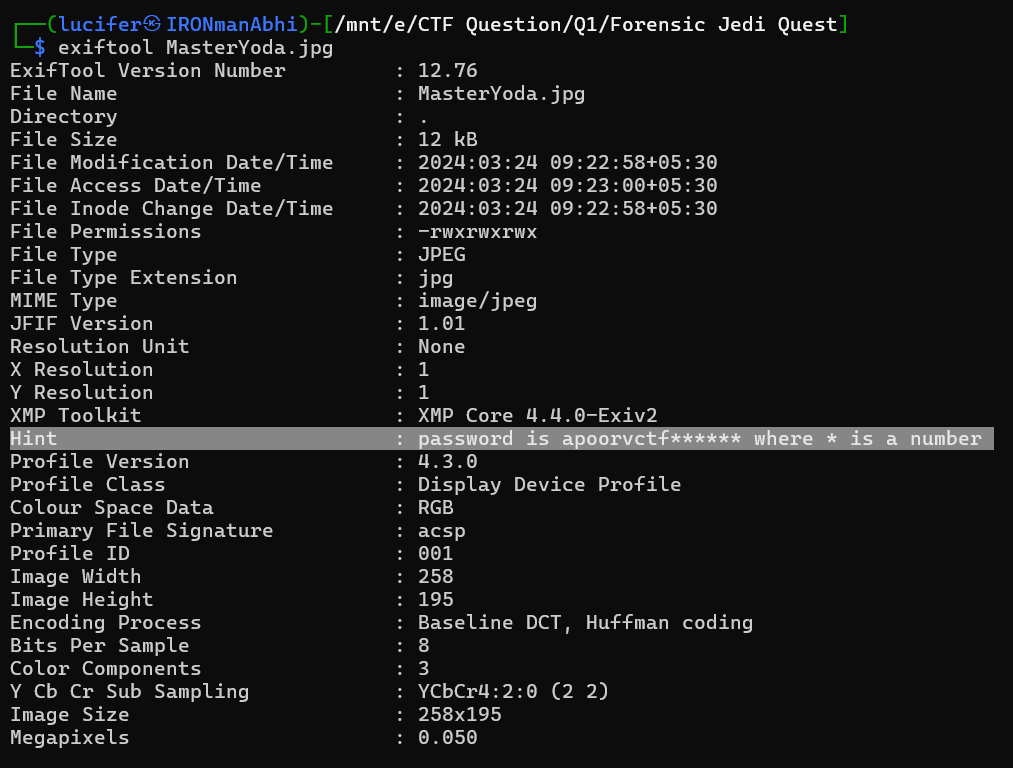 ┌──(lucifer㉿IRONmanAbhi)-[/mnt/e/CTF Question/Q1/Forensic Jedi Quest]
└─$ exiftool MasterYoda.jpg
ExifTool Version Number         : 12.76
File Name                       : MasterYoda.jpg
Directory                       : .
File Size                       : 12 kB
File Modification Date/Time     : 2024:03:24 09:22:58+05:30
File Access Date/Time           : 2024:03:24 09:23:00+05:30
File Inode Change Date/Time     : 2024:03:24 09:22:58+05:30
File Permissions                : -rwxrwxrwx
File Type                       : JPEG
File Type Extension             : jpg
MIME Type                       : image/jpeg
JFIF Version                    : 1.01
Resolution Unit                 : None
X Resolution                    : 1
Y Resolution                    : 1
XMP Toolkit                     : XMP Core 4.4.0-Exiv2
Hint                            : password is apoorvctf****** where * is a number
Profile Version                 : 4.3.0
Profile Class                   : Display Device Profile
Colour Space Data               : RGB
Primary File Signature          : acsp
Profile ID                      : 001
Image Width                     : 258
Image Height                    : 195
Encoding Process                : Baseline DCT, Huffman coding
Bits Per Sample                 : 8
Color Components                : 3
Y Cb Cr Sub Sampling            : YCbCr4:2:0 (2 2)
Image Size                      : 258x195
Megapixels                      : 0.050